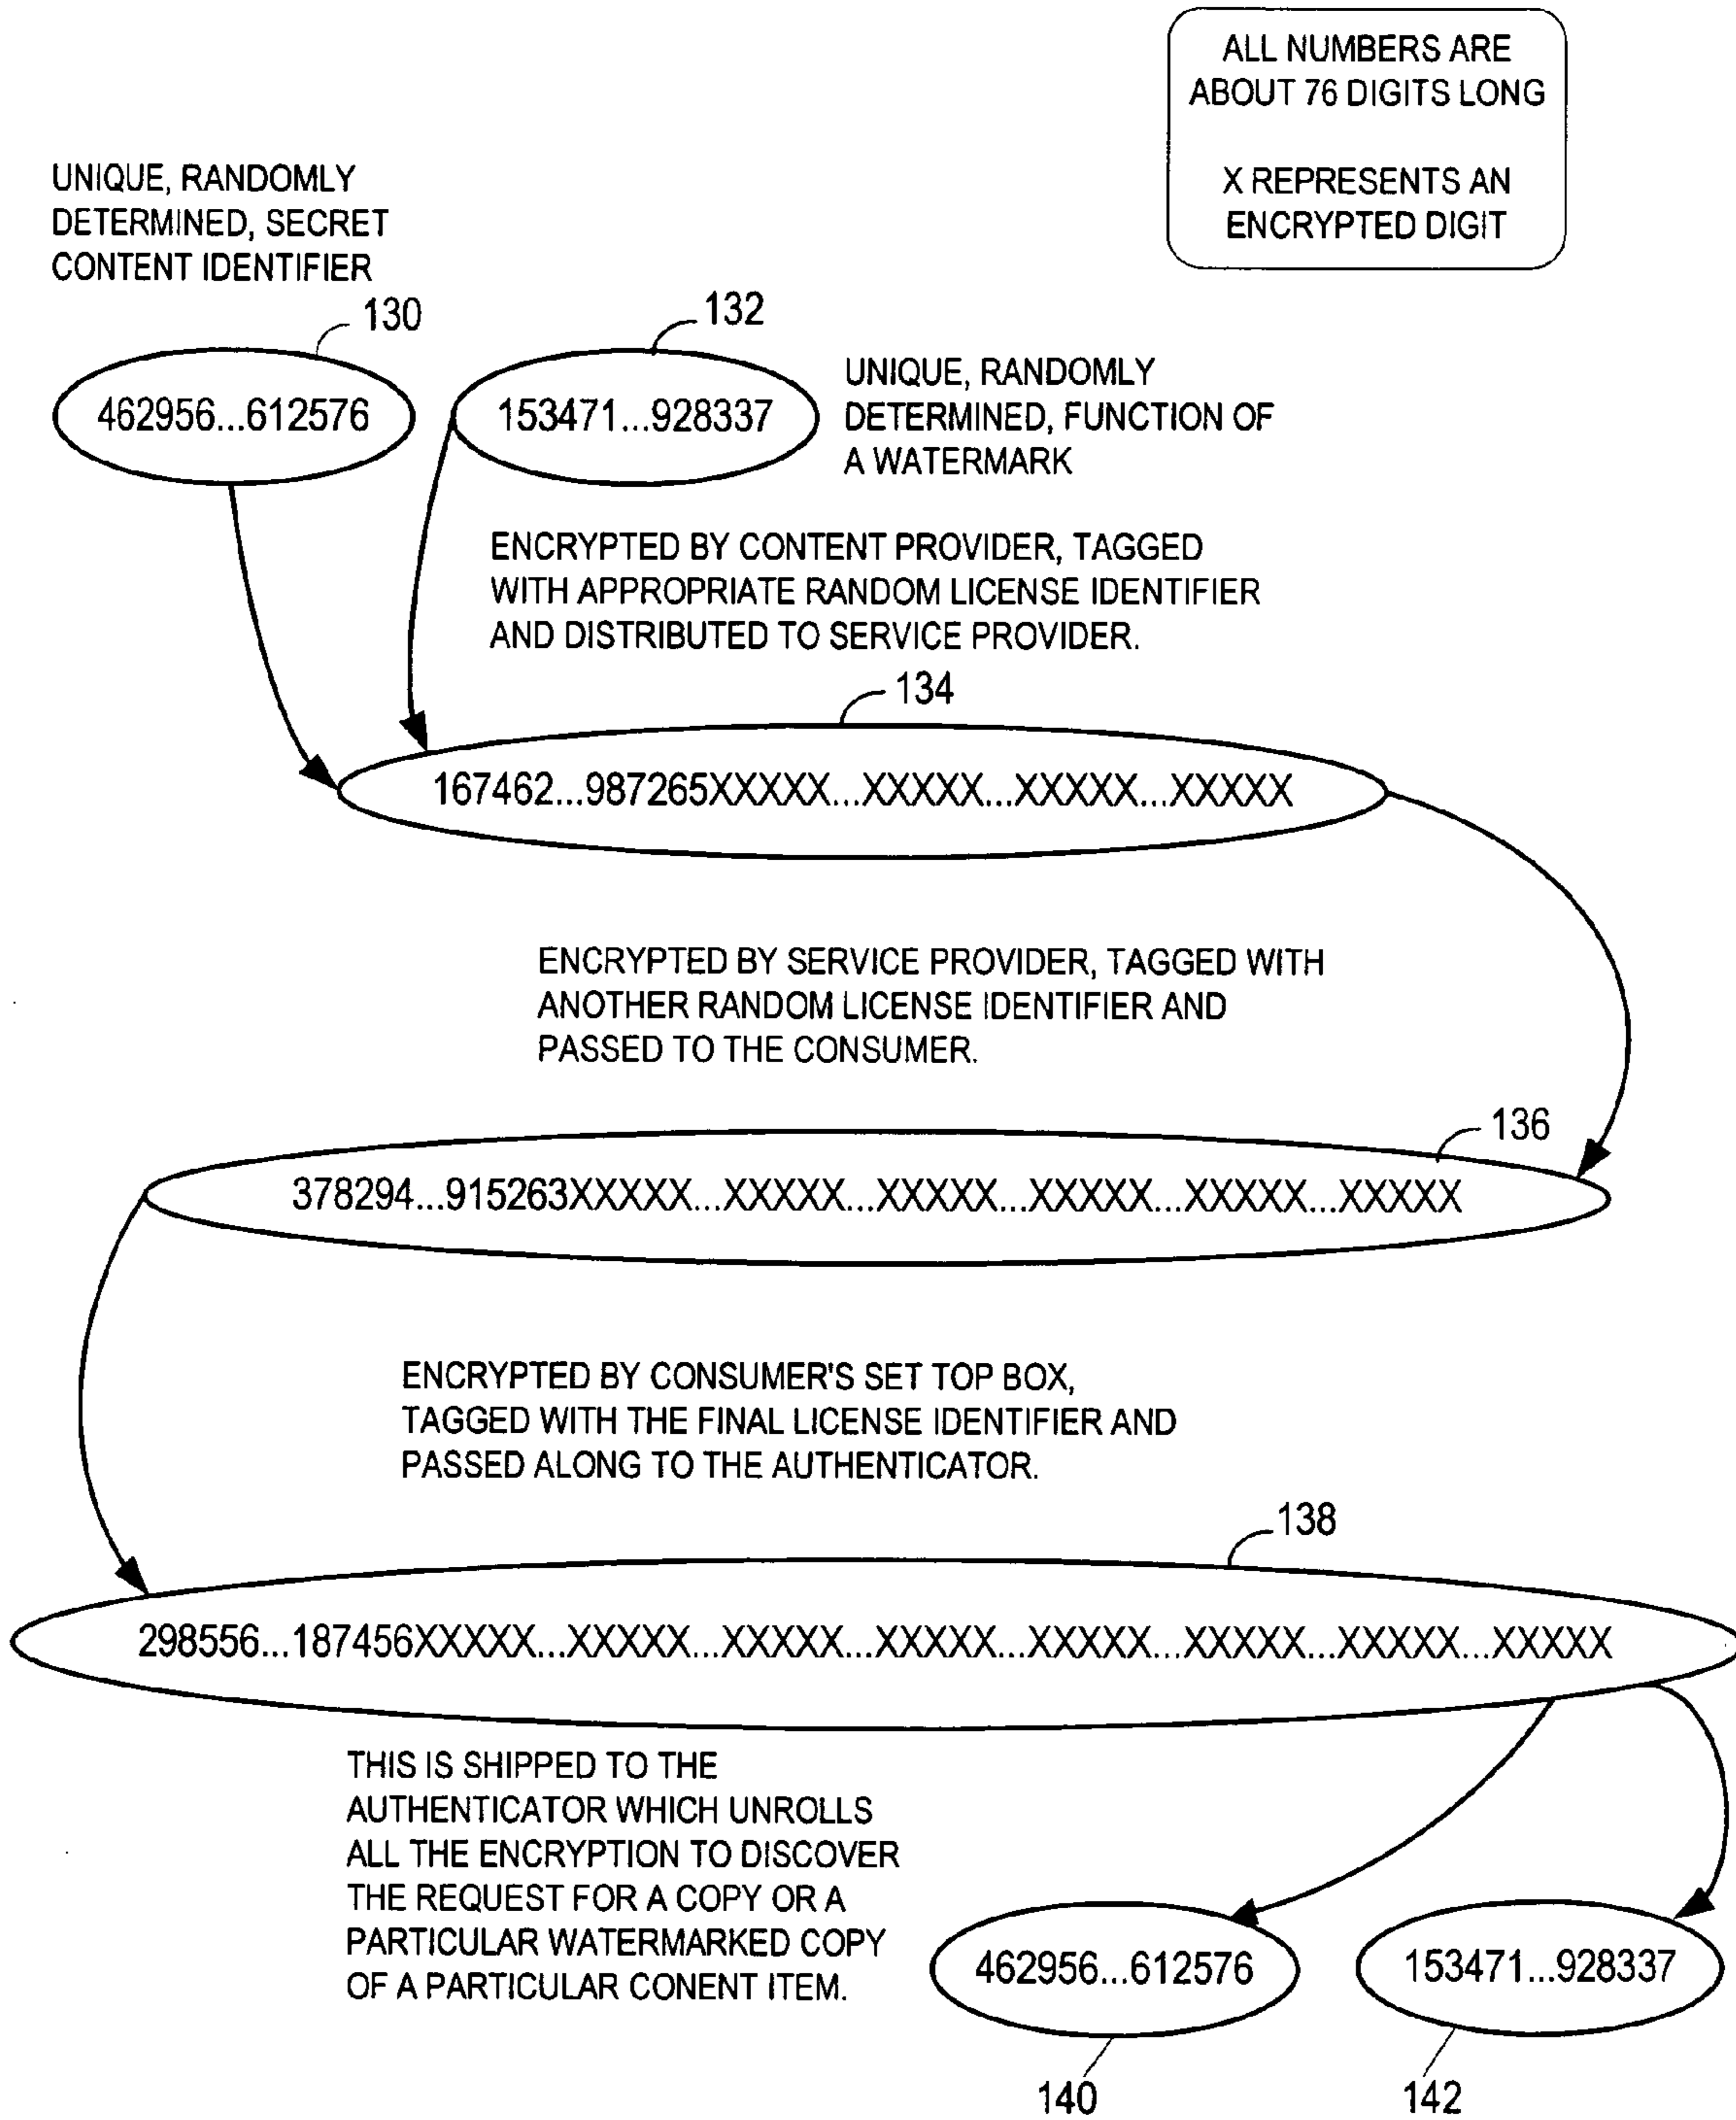 ALL NUMBERS ARE
ABOUT 76 DIGITS LONG
X REPRESENTS AN
ENCRYPTED DIGIT
UNIQUE, RANDOMLY
DETERMINED, SECRET
CONTENT IDENTIFIER
130
132
462956...612576
153471...928337
UNIQUE, RANDOMLY
DETERMINED, FUNCTION OF
A WATERMARK
ENCRYPTED BY CONTENT PROVIDER, TAGGED
WITH APPROPRIATE RANDOM LICENSE IDENTIFIER
AND DISTRIBUTED TO SERVICE PROVIDER.
134
167462...987265XXXXX...XXXXX...XXXXX...XXXXX
ENCRYPTED BY SERVICE PROVIDER, TAGGED WITH
ANOTHER RANDOM LICENSE IDENTIFIER AND
PASSED TO THE CONSUMER.
136
378294...915263XXXXX...XXXXX...XXXXX...XXXXX...XXXXX...XXXXX
ENCRYPTED BY CONSUMER'S SET TOP BOX,
TAGGED WITH THE FINAL LICENSE IDENTIFIER AND
PASSED ALONG TO THE AUTHENTICATOR.
138
298556...187456XXXXX...XXXXX...XXXXX...XXXXX...XXXXX...XXXXX...XXXXX...XXXXX
THIS IS SHIPPED TO THE
AUTHENTICATOR WHICH UNROLLS
ALL THE ENCRYPTION TO DISCOVER
THE REQUEST FOR A COPY OR A
PARTICULAR WATERMARKED COPY
OF A PARTICULAR CONENT ITEM.
462956...612576
153471...928337
140
142